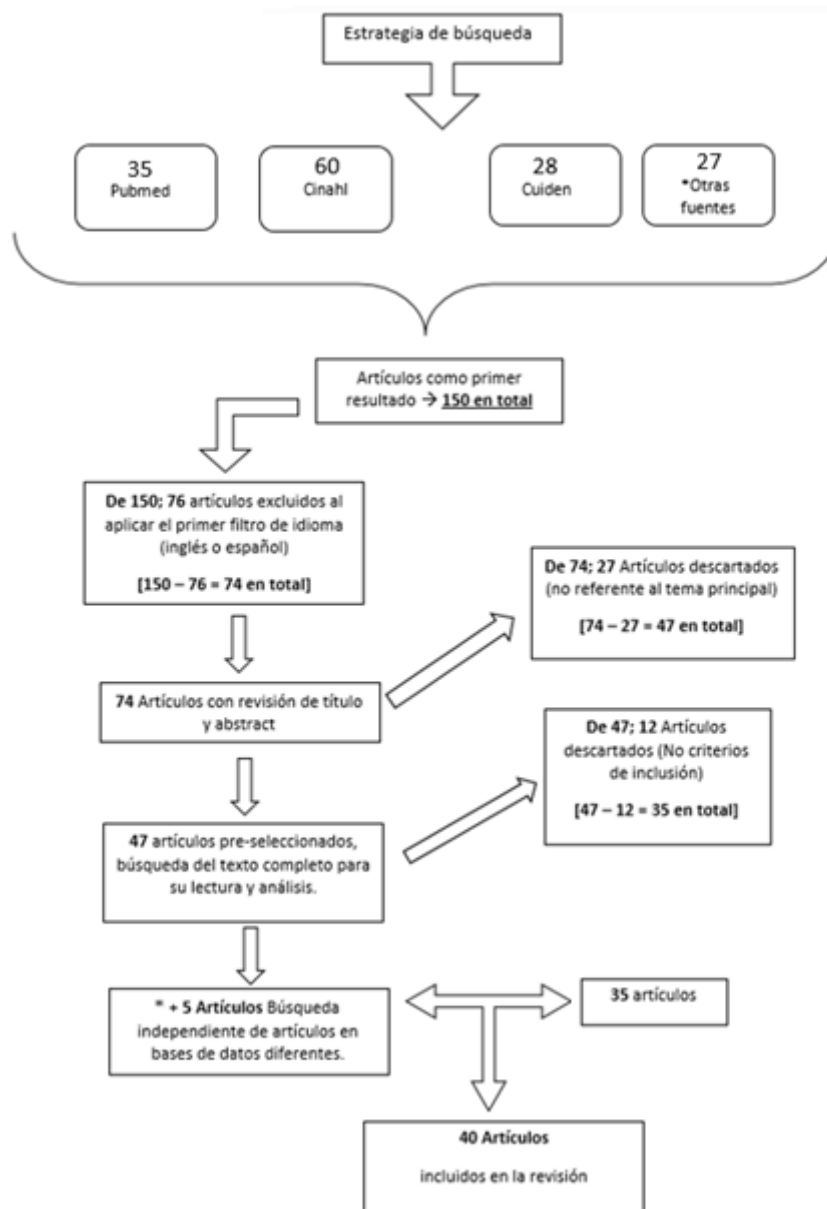 Estrategia de búsqueda
35
Pubmed
60
Cinahl
28
Cuiden
27
*Otras
fuentes
Artículos como primer
resultado → 150 en total
De 150; 76 artículos excluidos al
aplicar el primer filtro de idioma
(inglés o español)
[150 – 76 = 74 en total]
De 74; 27 Artículos descartados
(no referente al tema principal)
[74 – 27 = 47 en total]
74 Artículos con revisión de título
y abstract
De 47; 12 Artículos
descartados (No criterios
de inclusión)
[47 – 12 = 35 en total]
47 artículos pre-seleccionados,
búsqueda del texto completo para
su lectura y análisis.
* + 5 Artículos Búsqueda
independiente de artículos en
bases de datos diferentes.
35 artículos
40 Artículos
incluidos en la revisión